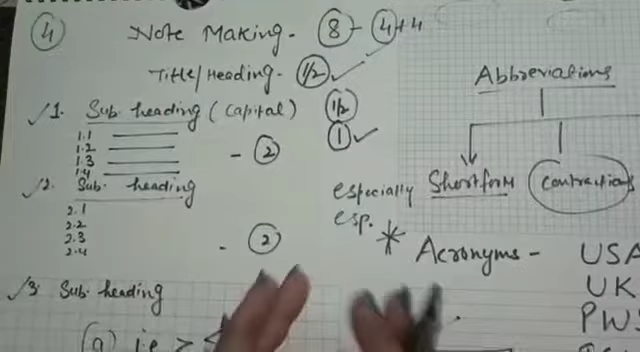 4
Note Making - 8 - 4+4
Title/Heading - 1/2 ✓
✓1. Sub. heading (Capital) 1/2
1 ✓
1.1
1.2
1.3
1.4
- 2
✓2. Sub. heading
2.1
2.2
2.3
2.4
- 2
✓3. Sub. heading
(a) i.e >
Abbreviations
Shortform
Contractions
especially
esp.
* Acronyms - USA
UK
PWS